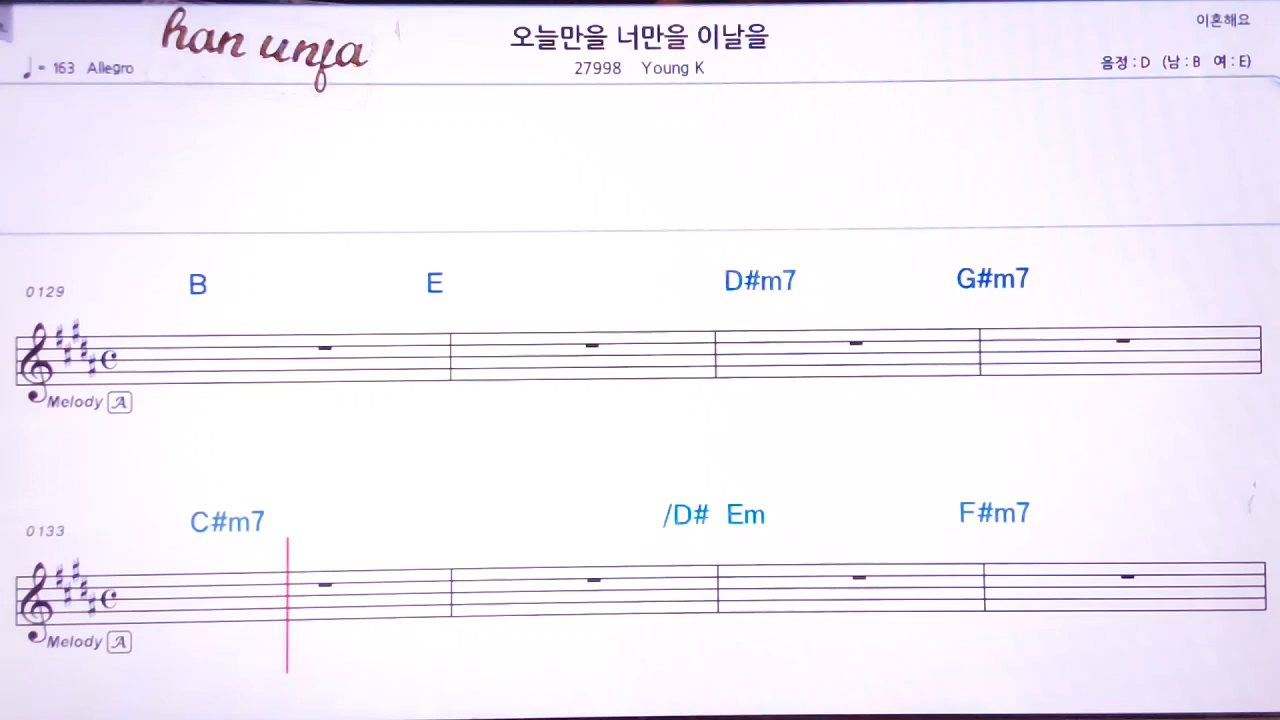 han unfa
오늘만을 너만을 이날을
이혼해요
♩= 163 Allegro
27998 Young K
음정 : D (남 : B 여 : E)
0129
B E D#m7 G#m7
Melody A
0133
C#m7 /D# Em F#m7
Melody A